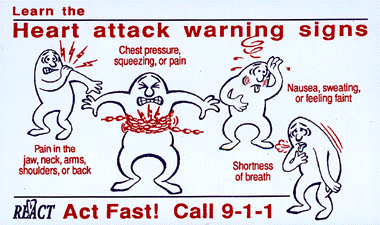 Learn the
Heart attack warning signs
Chest pressure,
squeezing, or pain
Nausea, sweating,
or feeling faint
Pain in the
jaw, neck, arms,
shoulders, or back
Shortness
of breath
REACT Act Fast! Call 9-1-1